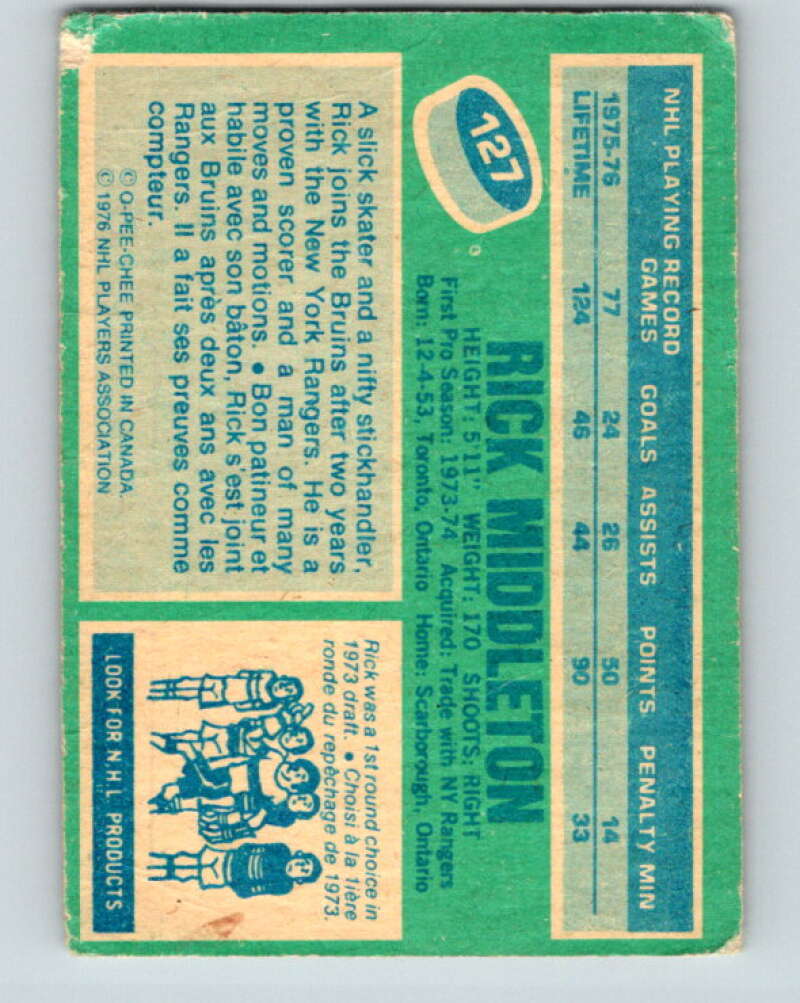 NHL PLAYING RECORD
GAMES GOALS ASSISTS POINTS PENALTY MIN
1975-76 77 24 26 50 14
LIFETIME 124 46 44 90 33
127
RICK MIDDLETON
HEIGHT: 5'11" WEIGHT: 170 SHOOTS: RIGHT
First Pro Season: 1973-74 Acquired: Trade with NY Rangers
Born: 12-4-53, Toronto, Ontario Home: Scarborough, Ontario
A slick skater and a nifty stickhandler,
Rick joins the Bruins after two years
with the New York Rangers. He is a
proven scorer and a man of many
moves and motions. • Bon patineur et
habile avec son bâton, Rick s'est joint
aux Bruins après deux ans avec les
Rangers. Il a fait ses preuves comme
compteur.
© O-PEE-CHEE PRINTED IN CANADA.
© 1976 NHL PLAYERS ASSOCIATION
Rick was a 1st round choice in
1973 draft. • Choisi à la 1ière
ronde du repêchage de 1973.
LOOK FOR N.H.L. PRODUCTS